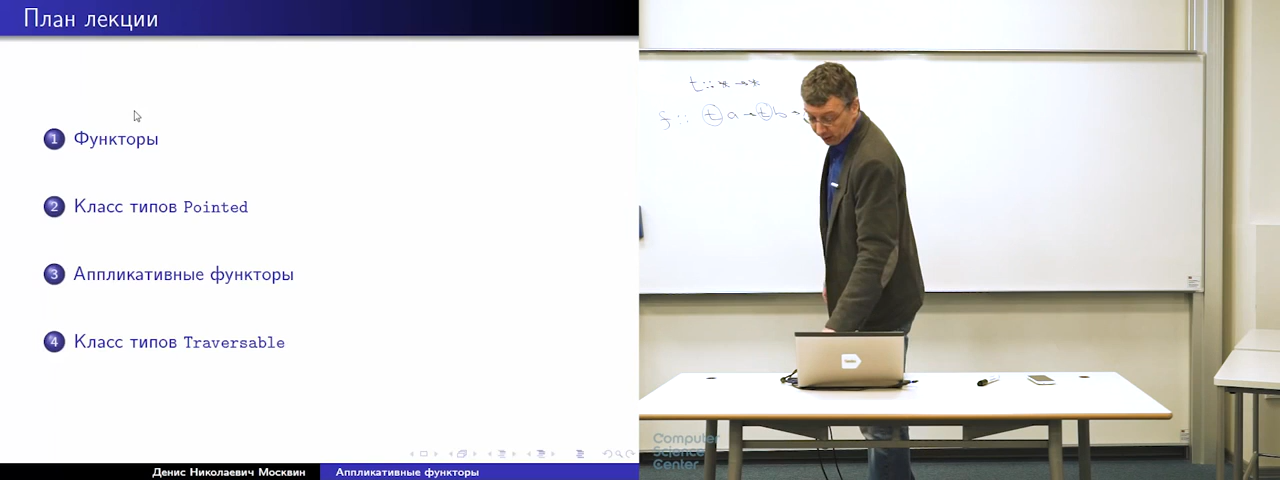 План лекции
1 Функторы
2 Класс типов Pointed
3 Аппликативные функторы
4 Класс типов Traversable
Денис Николаевич Москвин Аппликативные функторы
t :: * → *
f :: t a → t b →
Computer
Science
Center